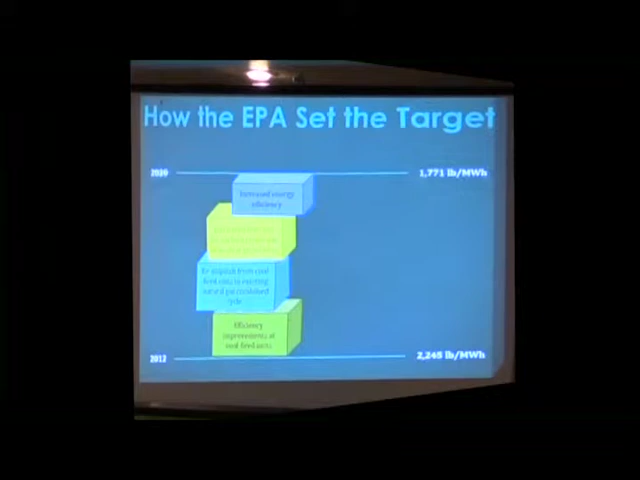 How the EPA Set the Target
1,771 lb/MWh
Increased energy
efficiency
Re-dispatch from coal
fired units to existing
natural gas combined
cycle
Efficiency
improvements at
coal-fired units
2012
2,245 lb/MWh